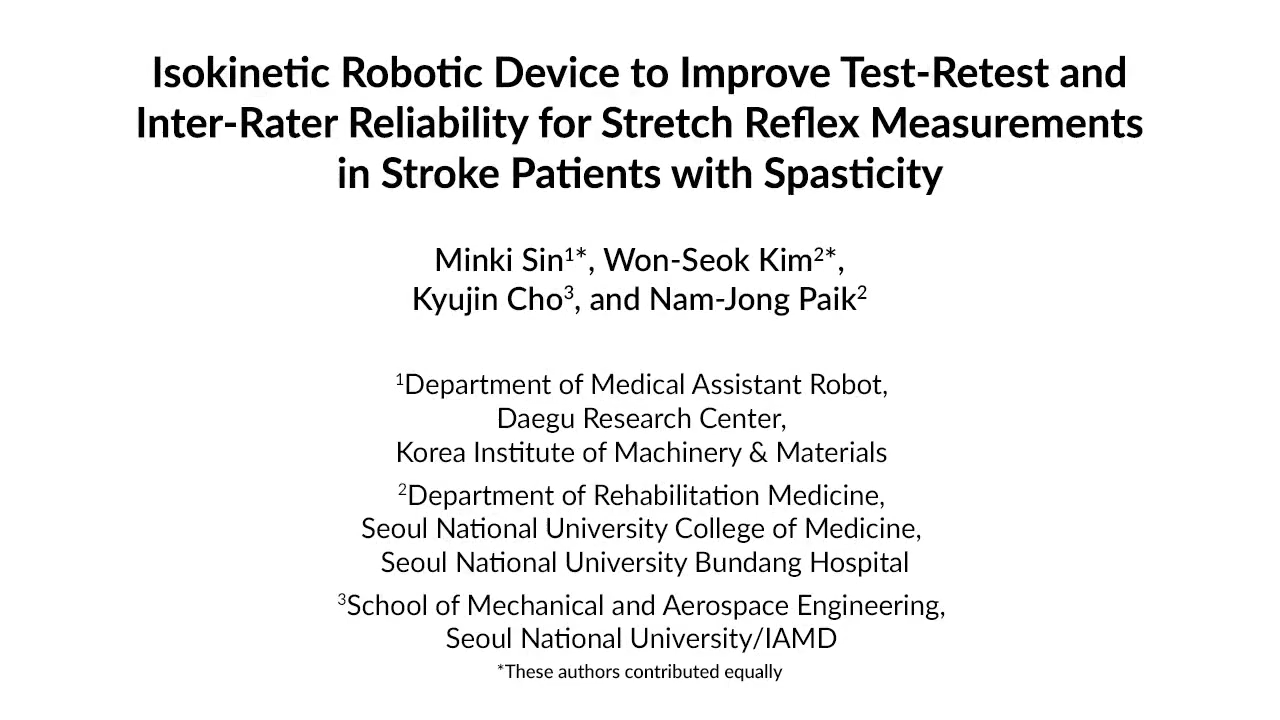 Isokinetic Robotic Device to Improve Test-Retest and
Inter-Rater Reliability for Stretch Reflex Measurements
in Stroke Patients with Spasticity
Minki Sin¹*, Won-Seok Kim²*,
Kyujin Cho³, and Nam-Jong Paik²
¹Department of Medical Assistant Robot,
Daegu Research Center,
Korea Institute of Machinery & Materials
²Department of Rehabilitation Medicine,
Seoul National University College of Medicine,
Seoul National University Bundang Hospital
³School of Mechanical and Aerospace Engineering,
Seoul National University/IAMD
*These authors contributed equally